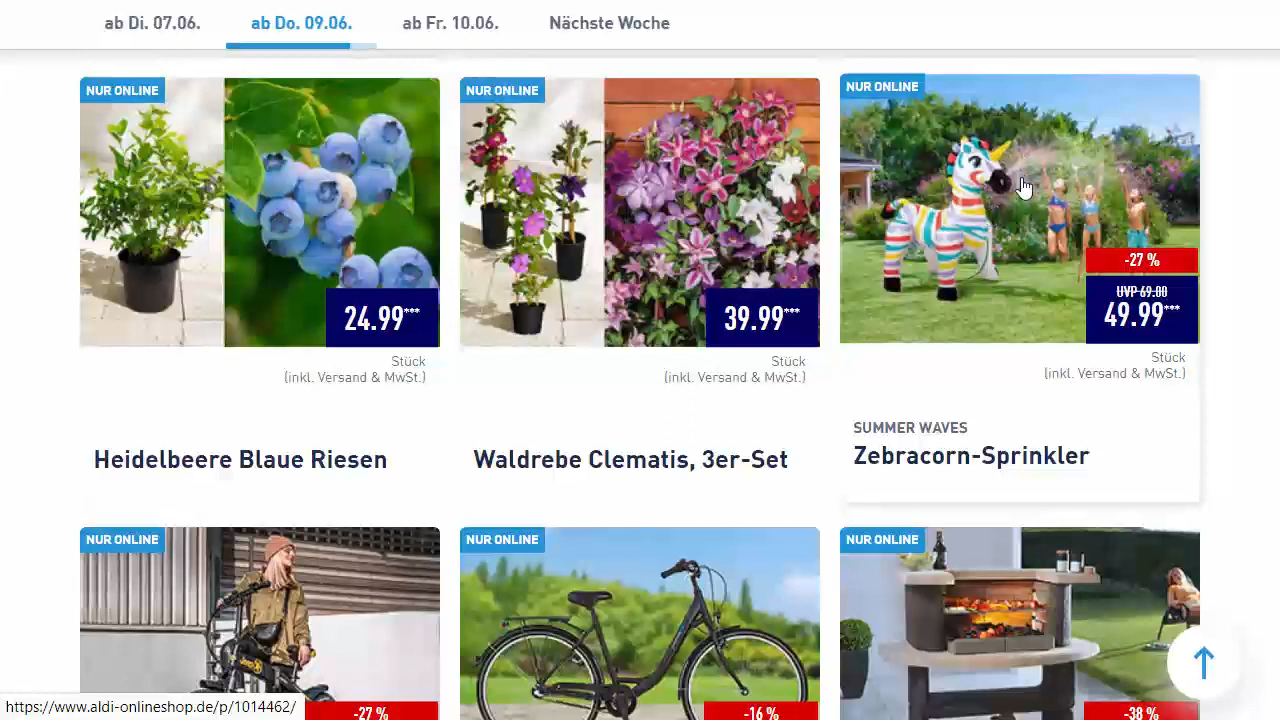 ab Di. 07.06. ab Do. 09.06. ab Fr. 10.06. Nächste Woche
NUR ONLINE
24.99***
Stück
(inkl. Versand & MwSt.)
Heidelbeere Blaue Riesen
NUR ONLINE
39.99***
Stück
(inkl. Versand & MwSt.)
Waldrebe Clematis, 3er-Set
NUR ONLINE
-27 %
UVP 69.00
49.99***
Stück
(inkl. Versand & MwSt.)
SUMMER WAVES
Zebracorn-Sprinkler
NUR ONLINE
-27 %
NUR ONLINE
-16 %
NUR ONLINE
-38 %
https://www.aldi-onlineshop.de/p/1014462/